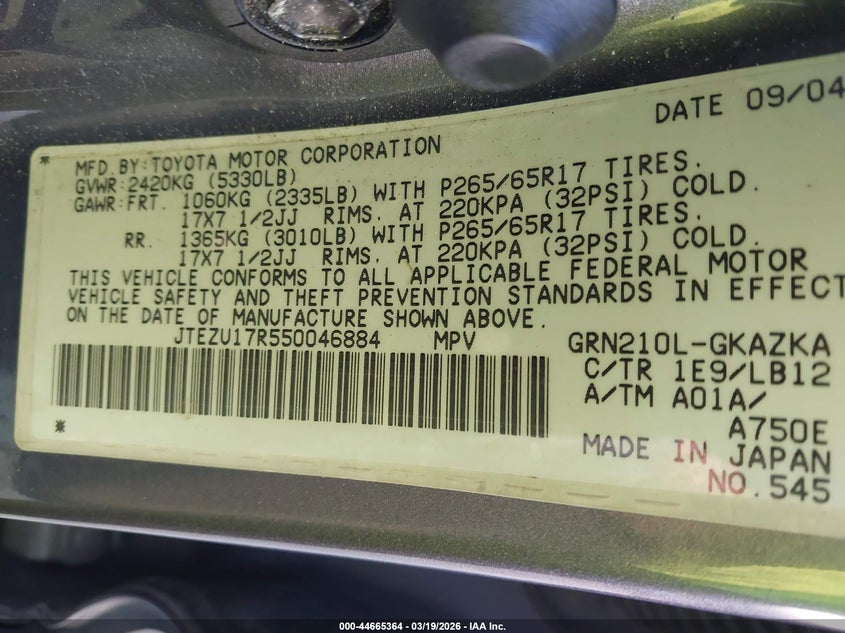 DATE 09/04
MFD.BY:TOYOTA MOTOR CORPORATION
GVWR:2420KG (5330LB)
GAWR:FRT. 1060KG (2335LB) WITH P265/65R17 TIRES.
17X7 1/2JJ RIMS. AT 220KPA (32PSI) COLD.
RR. 1365KG (3010LB) WITH P265/65R17 TIRES.
17X7 1/2JJ RIMS. AT 220KPA (32PSI) COLD.
THIS VEHICLE CONFORMS TO ALL APPLICABLE FEDERAL MOTOR
VEHICLE SAFETY AND THEFT PREVENTION STANDARDS IN EFFECT
ON THE DATE OF MANUFACTURE SHOWN ABOVE.
JTEZU17R550046884 MPV GRN210L-GKAZKA
C/TR 1E9/LB12
A/TM A01A/
A750E
MADE IN JAPAN
NO.545
000-44665364 - 03/19/2026 - IAA Inc.